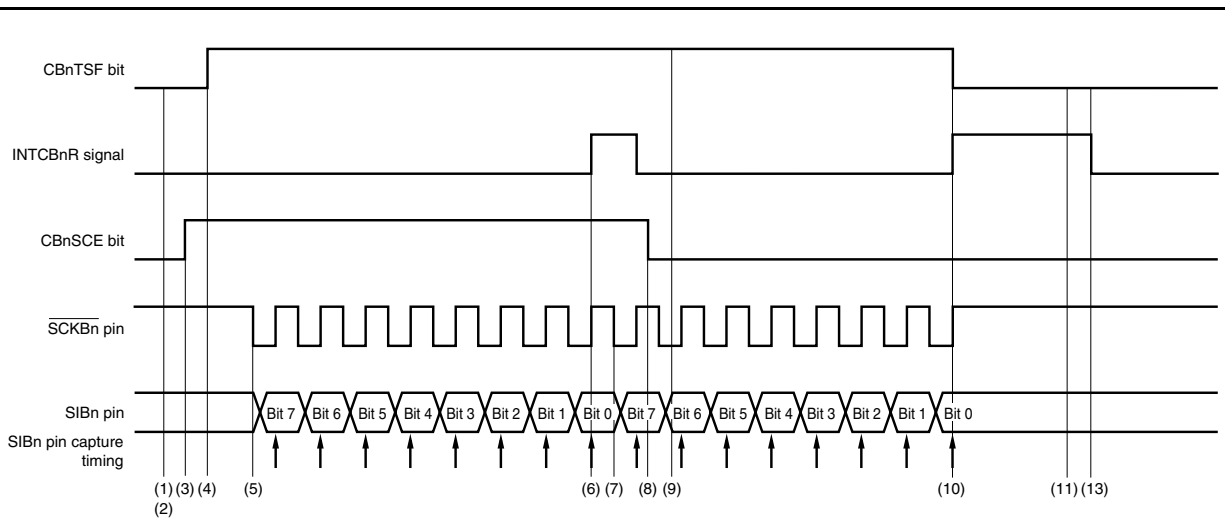 CBnTSF bit
INTCBnR signal
CBnSCE bit
SCKBn pin
SIBn pin
Bit 7 Bit 6 Bit 5 Bit 4 Bit 3 Bit 2 Bit 1 Bit 0 Bit 7 Bit 6 Bit 5 Bit 4 Bit 3 Bit 2 Bit 1 Bit 0
SIBn pin capture
timing
(1) (3) (4) (5) (6) (7) (8) (9) (10) (11) (13)
(2)